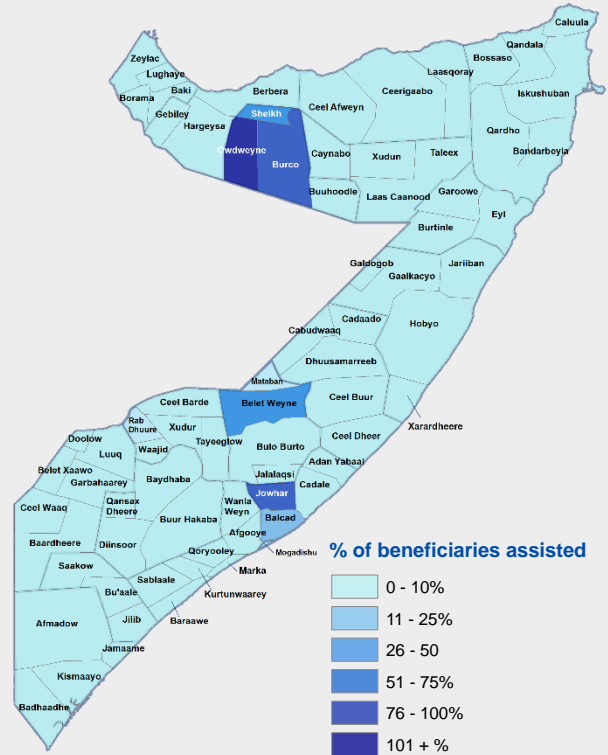 Caluula
Qandala
Bossaso
Zeylac
Laasqoray
Lughaye
Iskushuban
Ceerigaabo
Berbera
Baki
Borama
Ceel Afweyn
Gebiley
Sheikh
Hargeysa
Qardho
Owdweyne
Taleex
Bandarbeyla
Caynabo
Xudun
Burco
Garoowe
Buuhoodle
Laas Caanood
Eyl
Burtinle
Galdogob
Jariiban
Gaalkacyo
Cadaado
Hobyo
Cabudwaaq
Dhuusamarreeb
Mataban
Ceel Buur
Ceel Barde
Belet Weyne
Xarardheere
Rab
Dhuure
Xudur
Ceel Dheer
Doolow
Tayeeglow
Waajid
Bulo Burto
Luuq
Adan Yabaal
Belet Xaawo
Jalalaqsi
Garbahaarey
Baydhaba
Cadale
Jowhar
Qansax
Dheere
Wanla
Weyn
Ceel Waaq
Buur Hakaba
Balcad
Afgooye
Baardheere
Diinsoor
Qoryooley
Mogadishu
Saakow
Marka
Sablaale
Bu'aale
Kurtunwaarey
Afmadow
Jilib
Baraawe
Jamaame
Kismaayo
Badhaadhe
% of beneficiaries assisted
0 - 10%
11 - 25%
26 - 50
51 - 75%
76 - 100%
101 + %